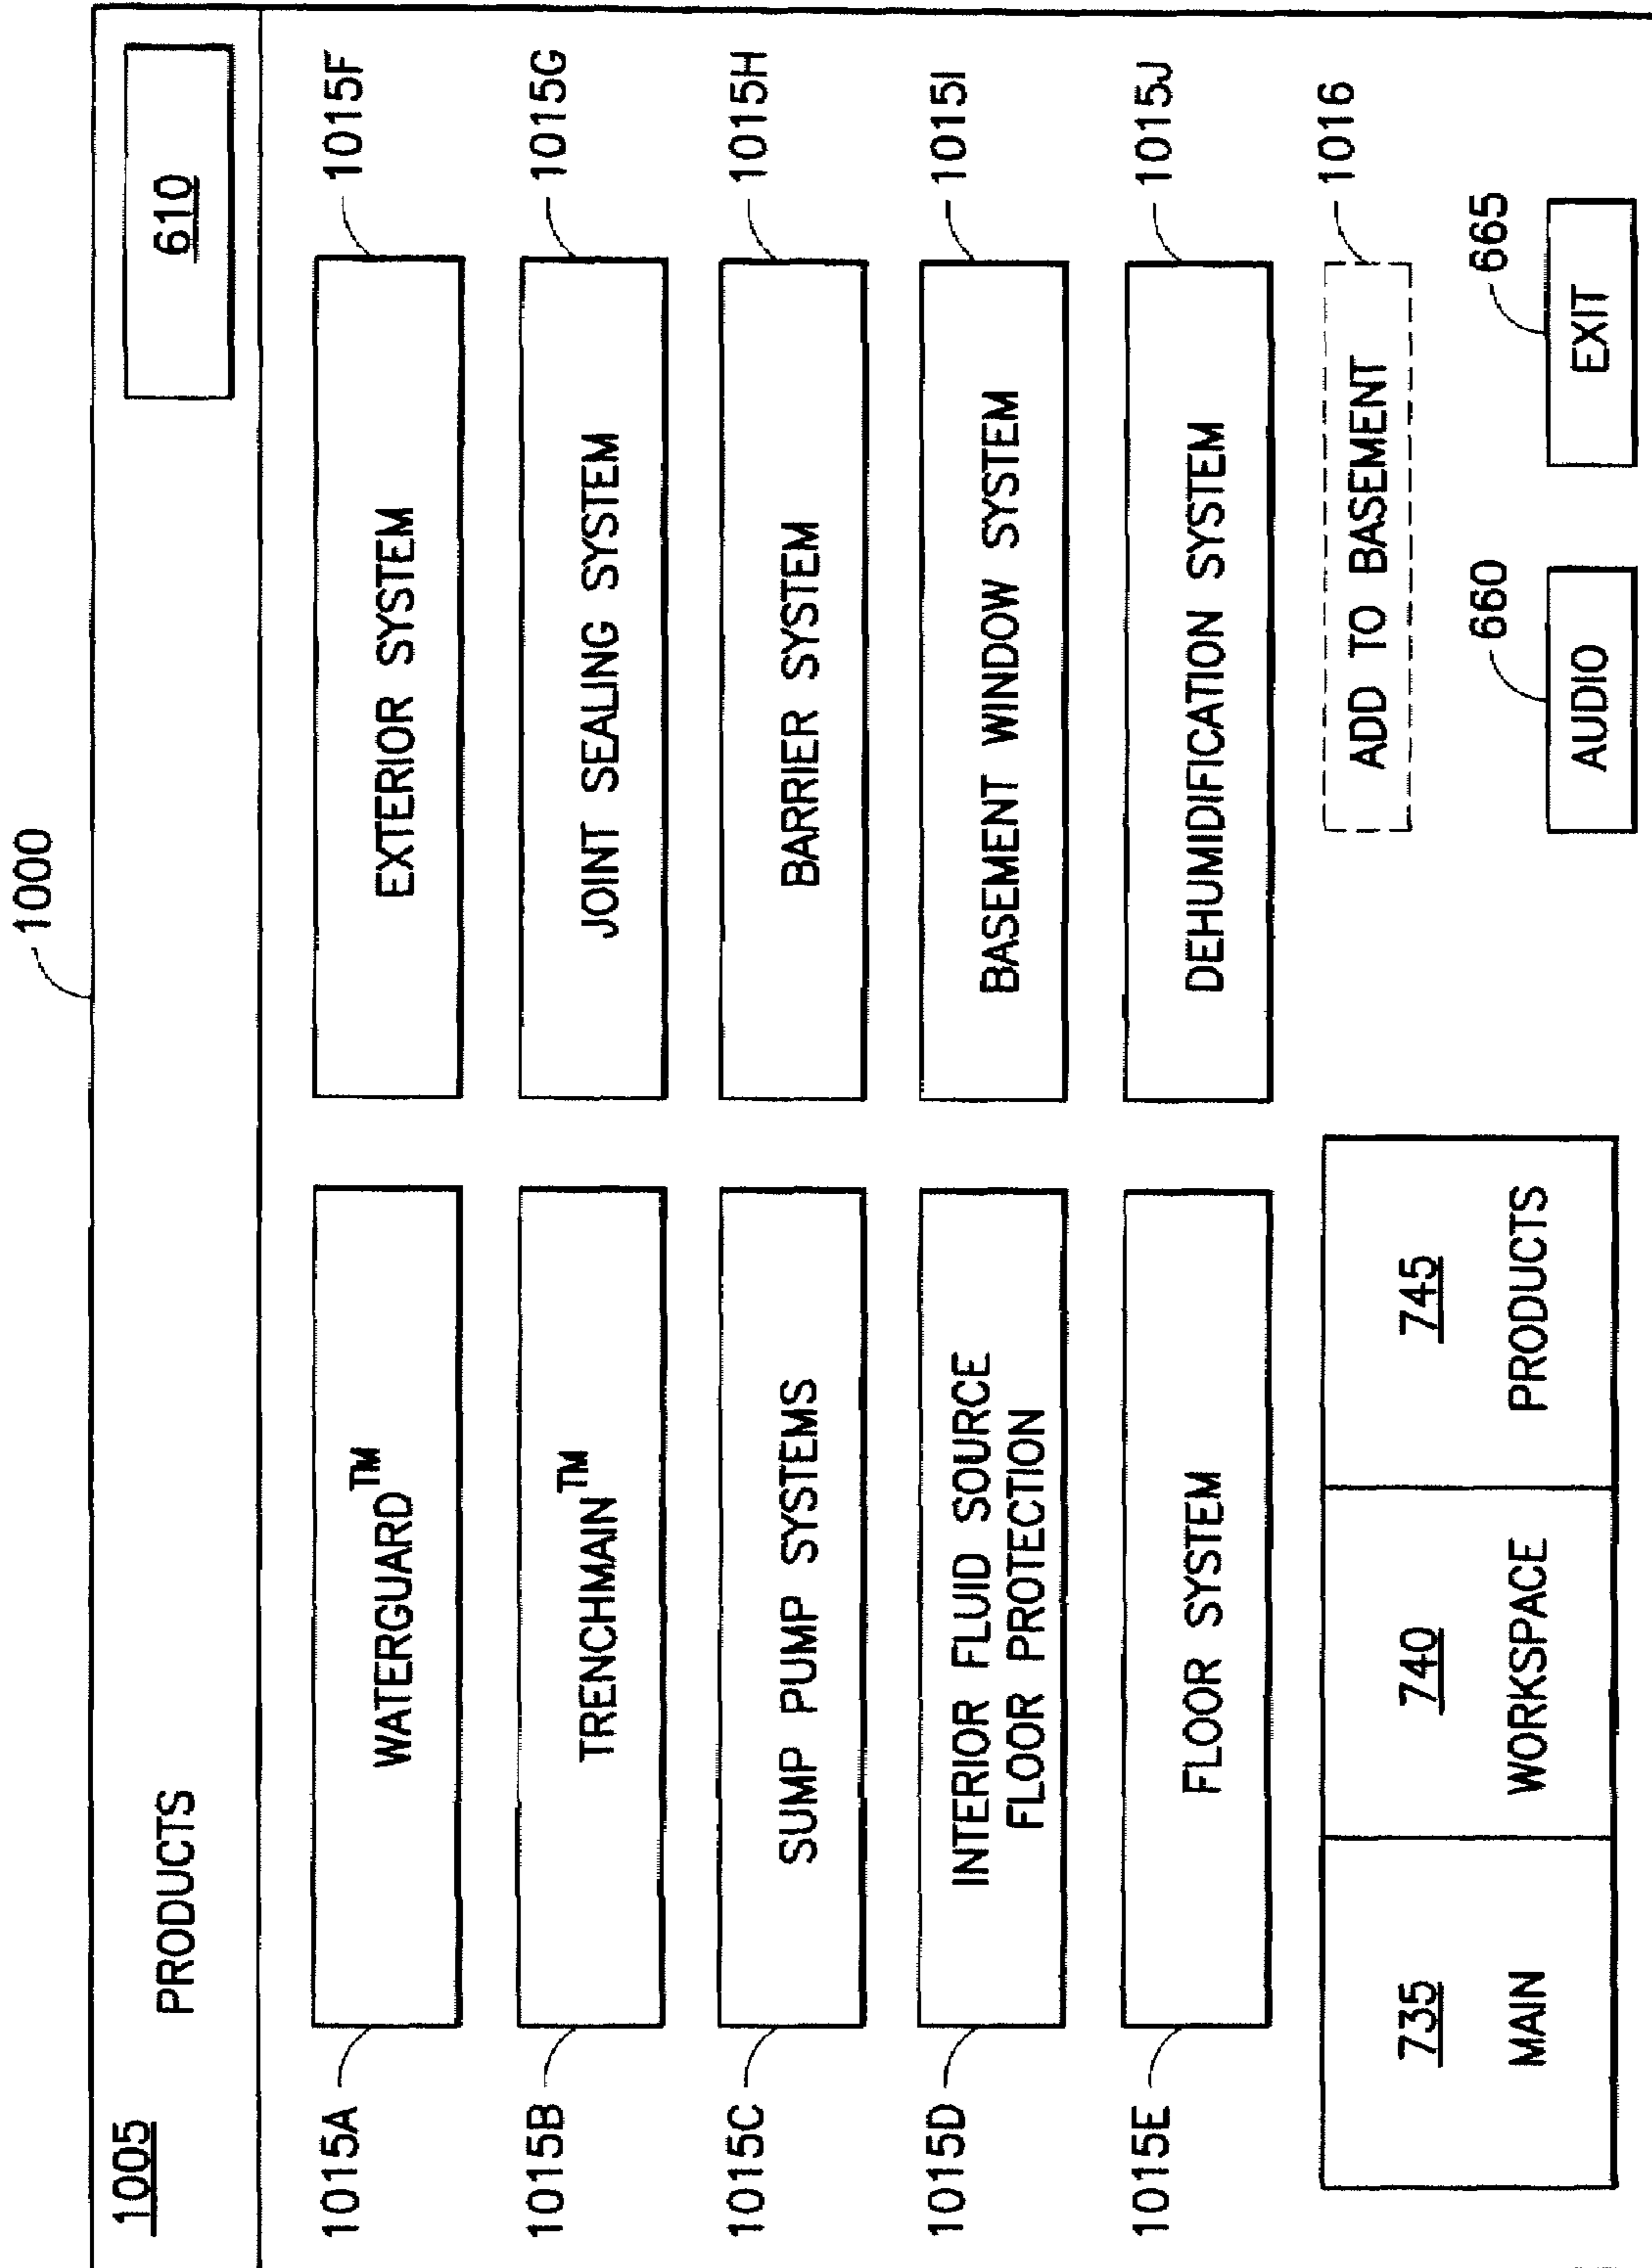 1000
1005
PRODUCTS
610
1015A
WATERGUARD™
EXTERIOR SYSTEM
1015F
1015B
TRENCHMAIN™
JOINT SEALING SYSTEM
1015G
1015C
SUMP PUMP SYSTEMS
BARRIER SYSTEM
1015H
1015D
INTERIOR FLUID SOURCE
FLOOR PROTECTION
BASEMENT WINDOW SYSTEM
1015I
1015E
FLOOR SYSTEM
DEHUMIDIFICATION SYSTEM
1015J
735
MAIN
740
WORKSPACE
745
PRODUCTS
ADD TO BASEMENT
1016
660
AUDIO
665
EXIT